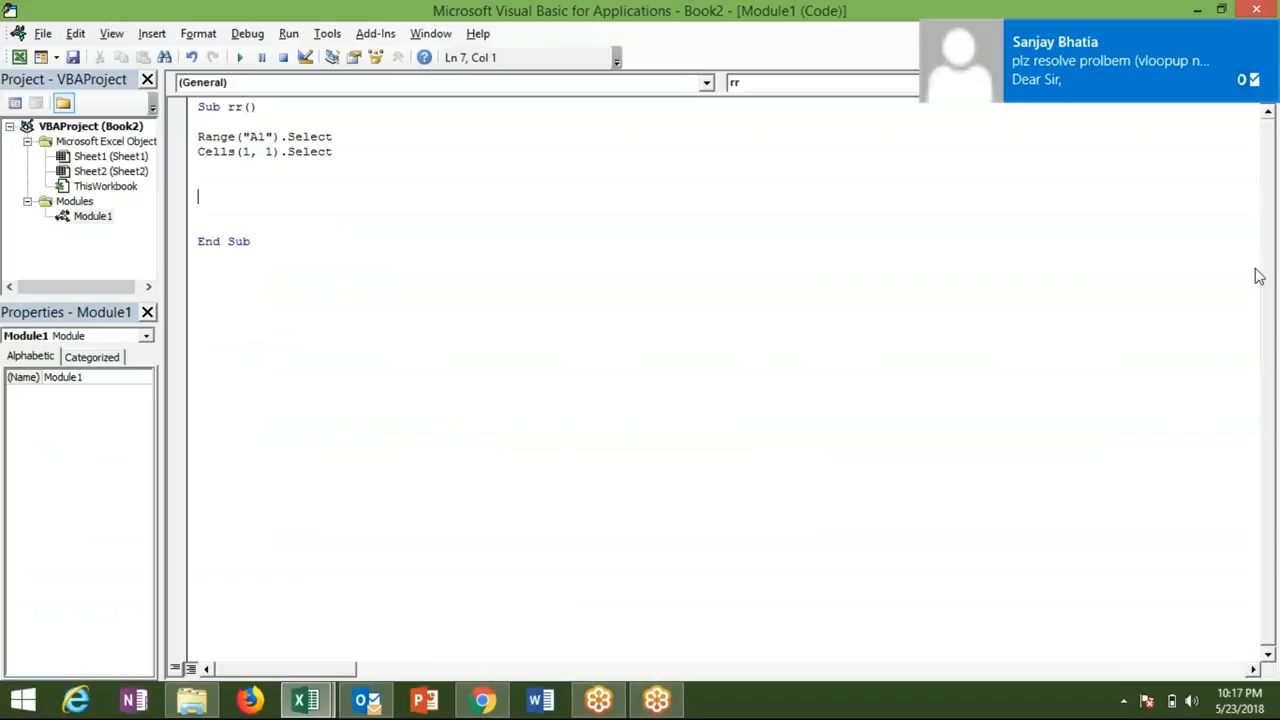 Microsoft Visual Basic for Applications - Book2 - [Module1 (Code)]
File Edit View Insert Format Debug Run Tools Add-Ins Window Help
Ln 7, Col 1
Sanjay Bhatia
plz resolve prolbem (vloopup n...
Dear Sir,
Project - VBAProject
(General)
rr
VBAProject (Book2)
Microsoft Excel Object
Sheet1 (Sheet1)
Sheet2 (Sheet2)
ThisWorkbook
Modules
Module1
Sub rr()
Range("A1").Select
Cells(1, 1).Select
End Sub
Properties - Module1
Module1 Module
Alphabetic Categorized
(Name) Module1
10:17 PM
5/23/2018